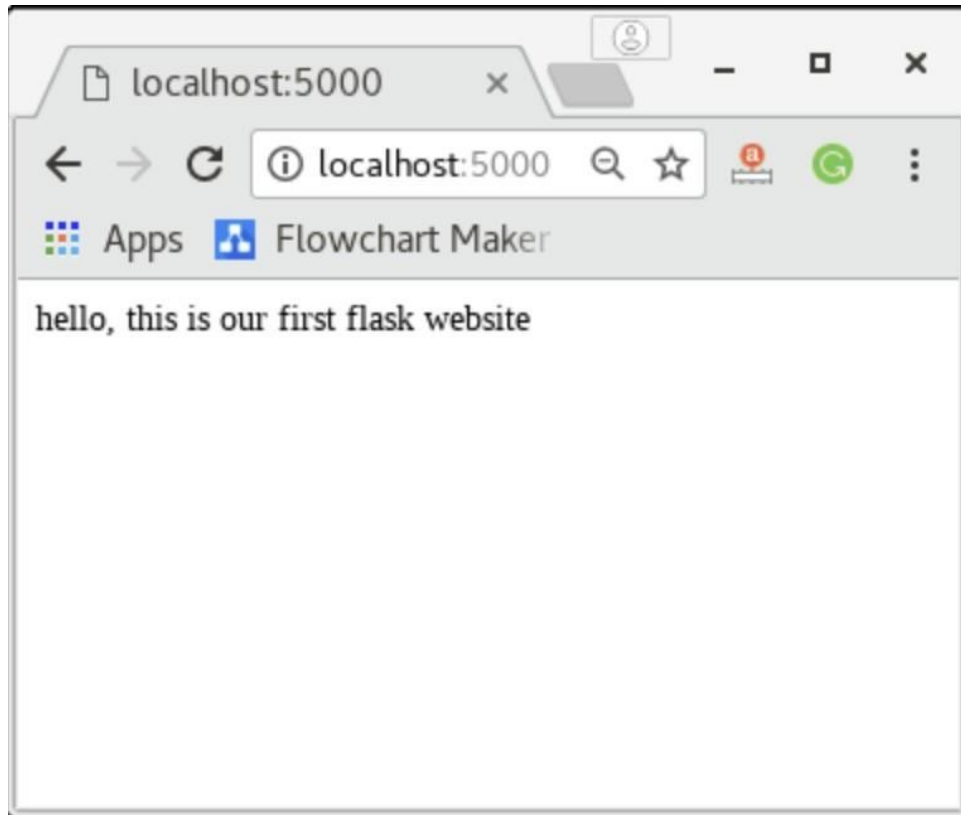 localhost:5000
localhost:5000
Apps Flowchart Maker
hello, this is our first flask website